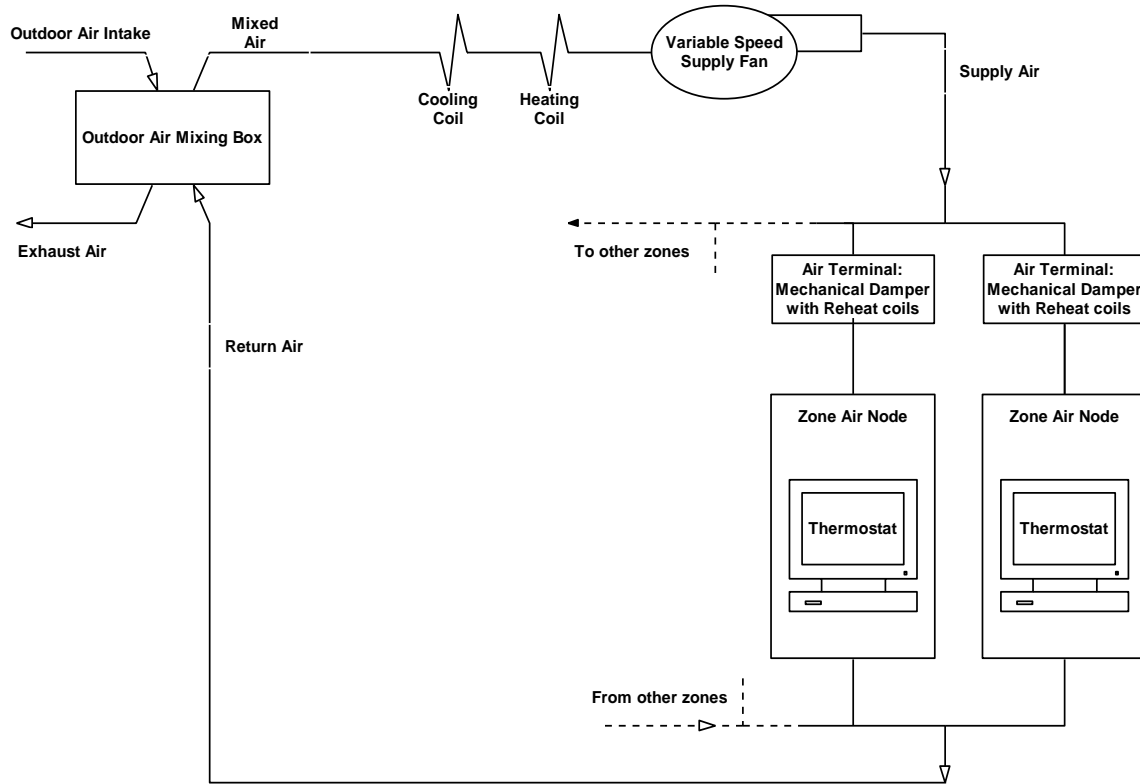 Outdoor Air Intake
Mixed
Air
Variable Speed
Supply Fan
Supply Air
Cooling
Coil
Heating
Coil
Outdoor Air Mixing Box
Exhaust Air
To other zones
Air Terminal:
Mechanical Damper
with Reheat coils
Air Terminal:
Mechanical Damper
with Reheat coils
Return Air
Zone Air Node
Zone Air Node
Thermostat
Thermostat
From other zones